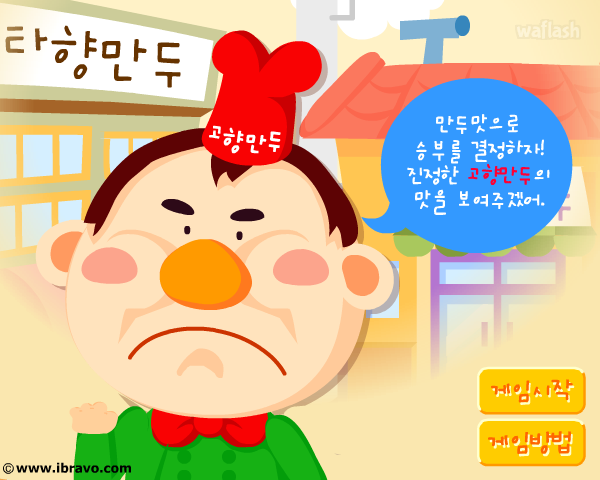 타향만두
waflash
고향만두
만두맛으로
승부를 결정하자!
진정한 고향만두의
맛을 보여주겠어.
게임시작
게임방법
© www.ibravo.com